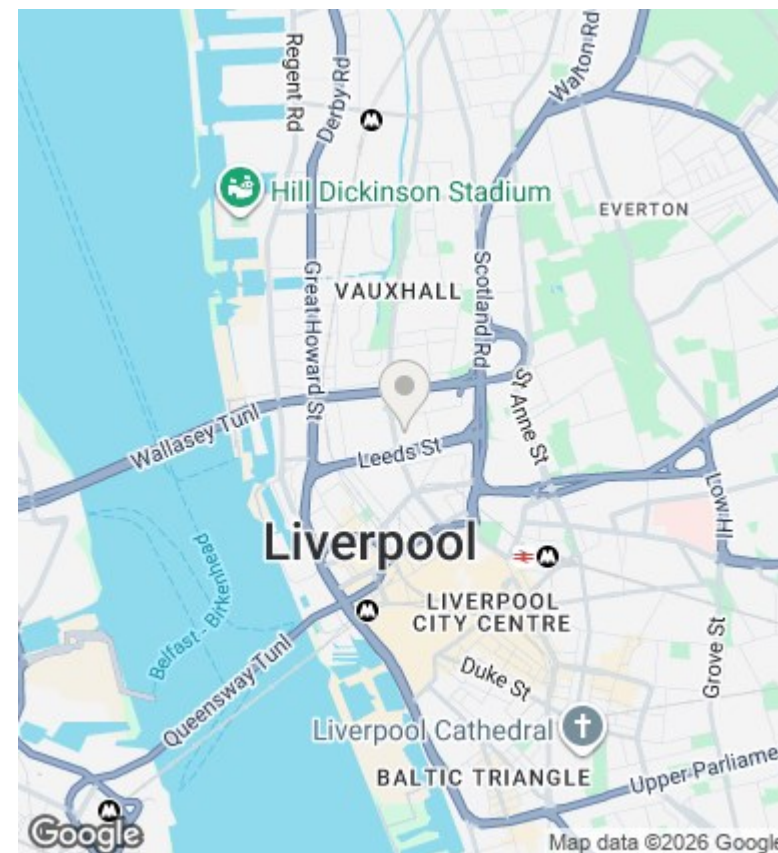 Regent Rd
Derby Rd
Walton Rd
Hill Dickinson Stadium
EVERTON
VAUXHALL
Great Howard St
Scotland Rd
St Anne St
Wallasey Tunl
Leeds St
Low Hl
Liverpool
Belfast - Birkenhead
LIVERPOOL
CITY CENTRE
Queensway Tunl
Duke St
Grove St
Liverpool Cathedral
BALTIC TRIANGLE
Upper Parliame
Google
Map data ©2026 Google